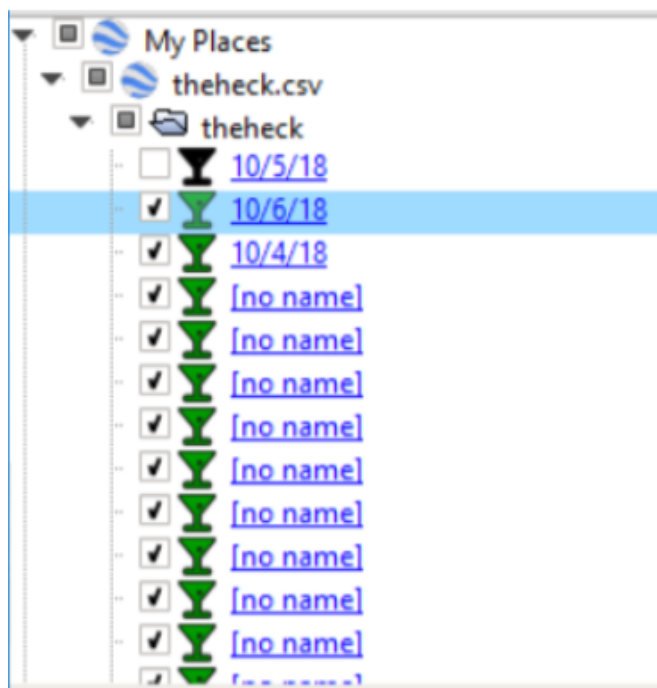 My Places
theheck.csv
theheck
10/5/18
10/6/18
10/4/18
[no name]
[no name]
[no name]
[no name]
[no name]
[no name]
[no name]
[no name]
[no name]